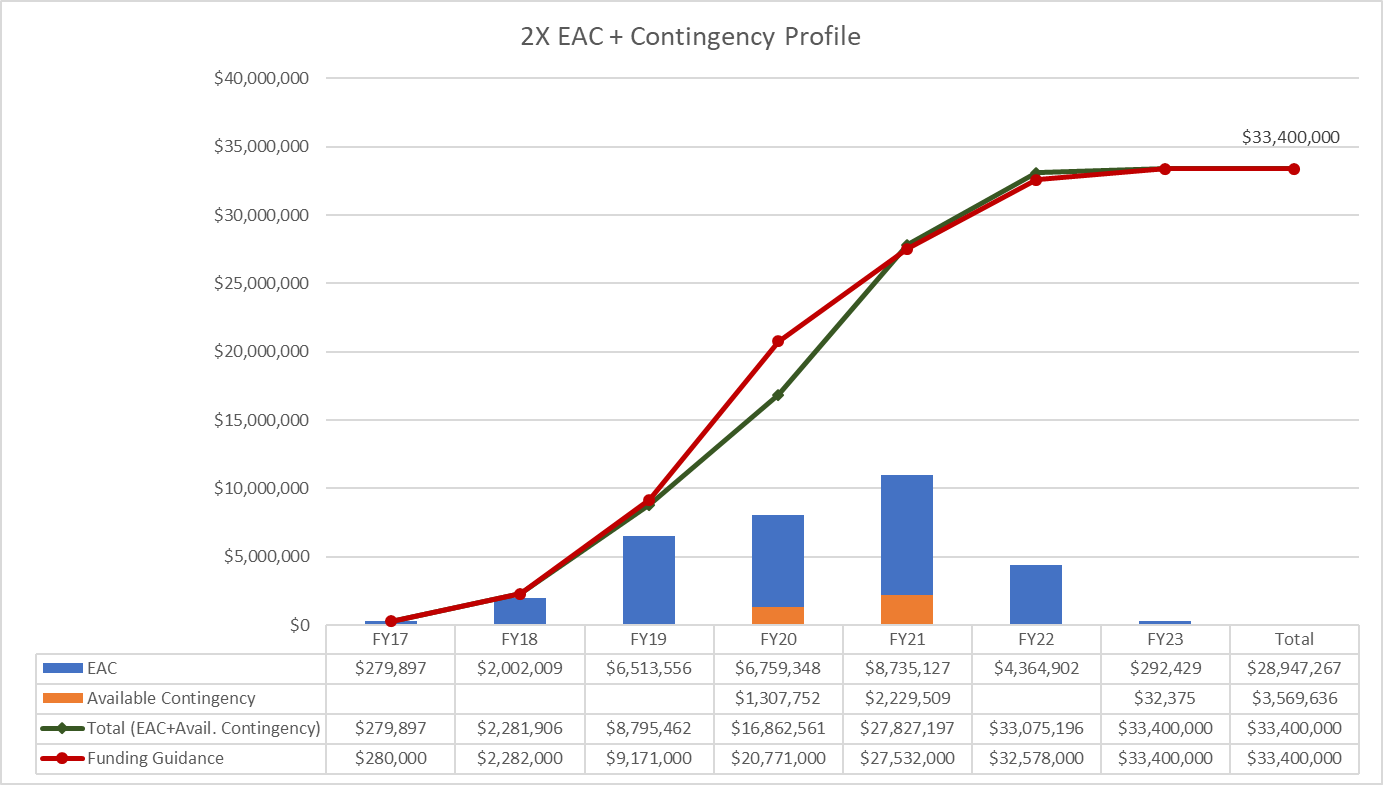 2X EAC + Contingency Profile
$40,000,000
$35,000,000
$33,400,000
$30,000,000
$25,000,000
$20,000,000
$15,000,000
$10,000,000
$5,000,000
$0
FY17 FY18 FY19 FY20 FY21 FY22 FY23 Total
EAC $279,897 $2,002,009 $6,513,556 $6,759,348 $8,735,127 $4,364,902 $292,429 $28,947,267
Available Contingency $1,307,752 $2,229,509 $32,375 $3,569,636
Total (EAC+Avail. Contingency) $279,897 $2,281,906 $8,795,462 $16,862,561 $27,827,197 $33,075,196 $33,400,000 $33,400,000
Funding Guidance $280,000 $2,282,000 $9,171,000 $20,771,000 $27,532,000 $32,578,000 $33,400,000 $33,400,000